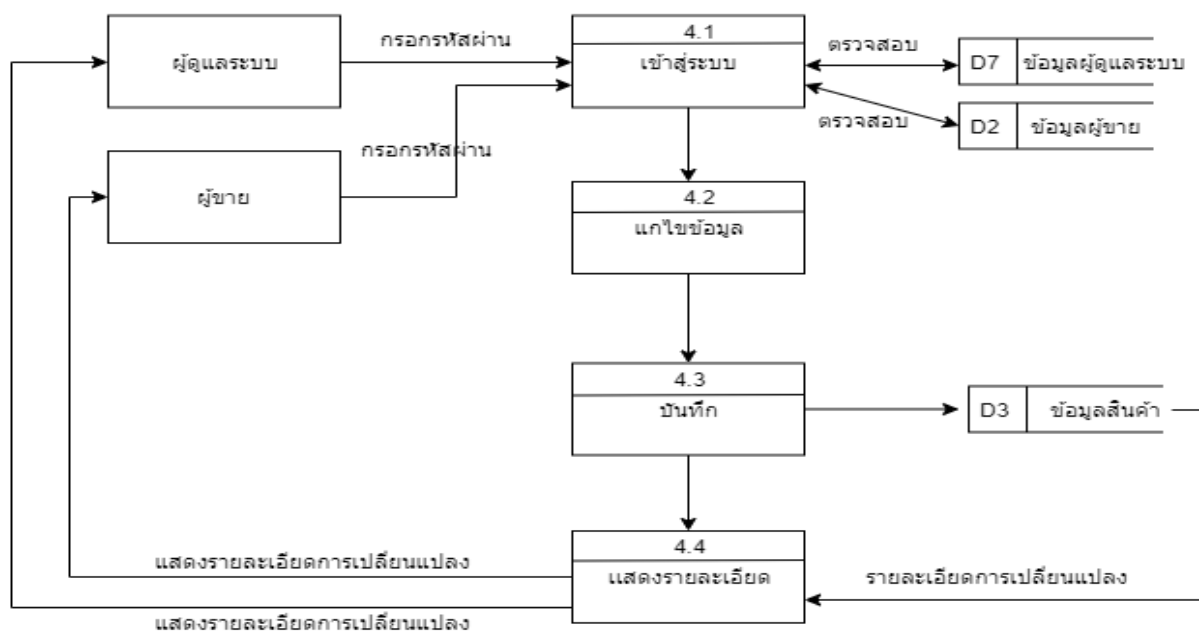 4.1
กรอกรหัสผ่าน
ตรวจสอบ
ผู้ดูแลระบบ
เข้าสู่ระบบ
D7 ข้อมูลผู้ดูแลระบบ
ตรวจสอบ
D2 ข้อมูลผู้ขาย
กรอกรหัสผ่าน
ผู้ขาย
4.2
แก้ไขข้อมูล
4.3
บันทึก
D3 ข้อมูลสินค้า
4.4
แสดงรายละเอียด
แสดงรายละเอียดการเปลี่ยนแปลง
รายละเอียดการเปลี่ยนแปลง
แสดงรายละเอียดการเปลี่ยนแปลง